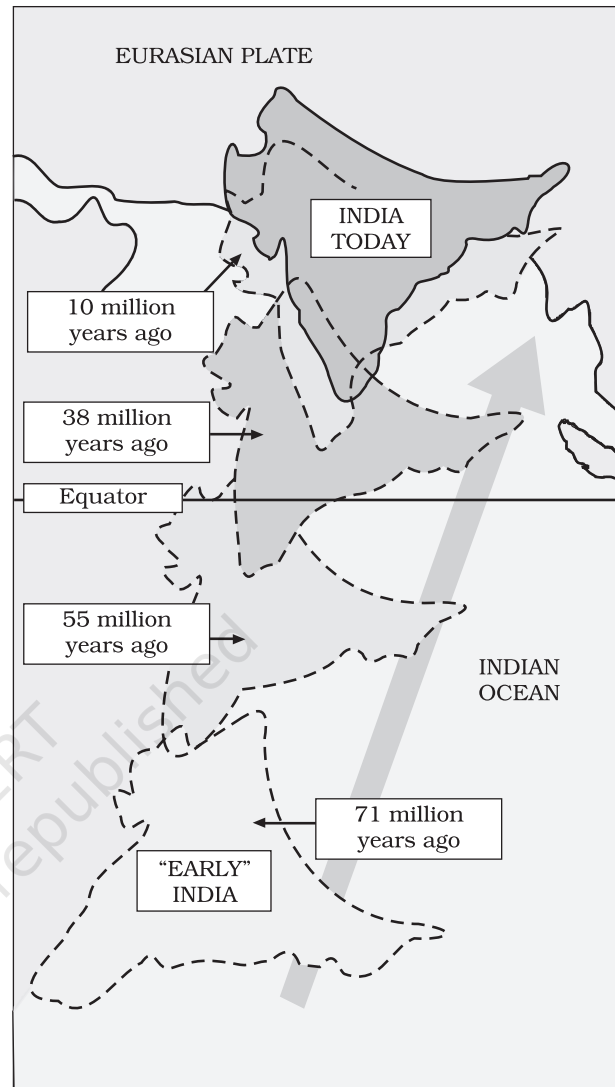 EURASIAN PLATE
INDIA
TODAY
10 million
years ago
38 million
years ago
Equator
55 million
years ago
INDIAN
OCEAN
71 million
years ago
“EARLY”
INDIA
republished